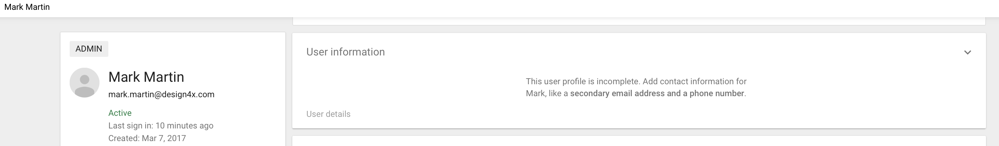 Mark Martin
ADMIN
Mark Martin
mark.martin@design4x.com
Active
Last sign in: 10 minutes ago
Created: Mar 7, 2017
User information
This user profile is incomplete. Add contact information for
Mark, like a secondary email address and a phone number.
User details